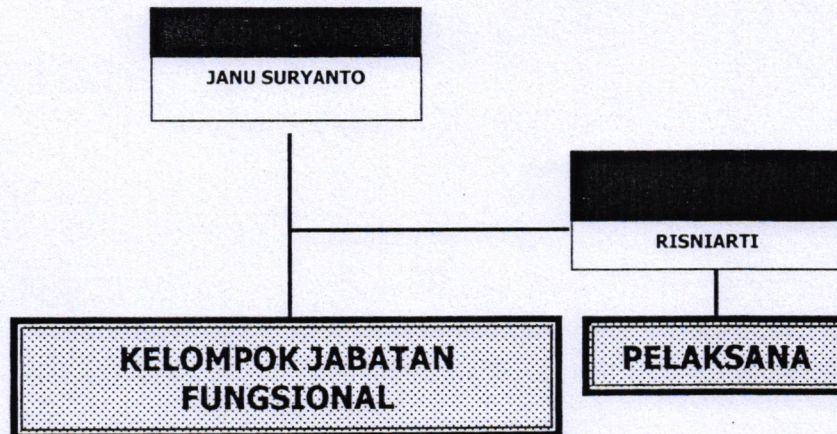 JANU SURYANTO
RISNIARTI
KELOMPOK JABATAN
FUNGSIONAL
PELAKSANA